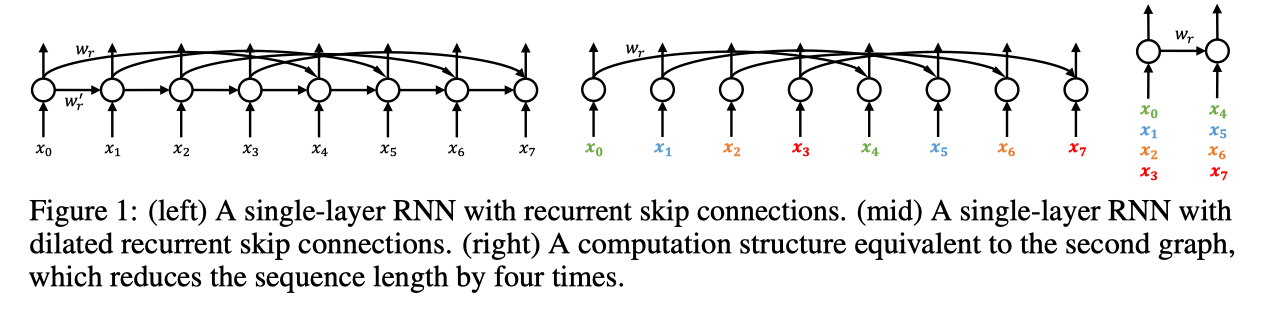 w_r w_r
w'_r
x_0 x_1 x_2 x_3 x_4 x_5 x_6 x_7
x_0 x_1 x_2 x_3 x_4 x_5 x_6 x_7
w_r
x_0 x_4
x_1 x_5
x_2 x_6
x_3 x_7
Figure 1: (left) A single-layer RNN with recurrent skip connections. (mid) A single-layer RNN with
dilated recurrent skip connections. (right) A computation structure equivalent to the second graph,
which reduces the sequence length by four times.